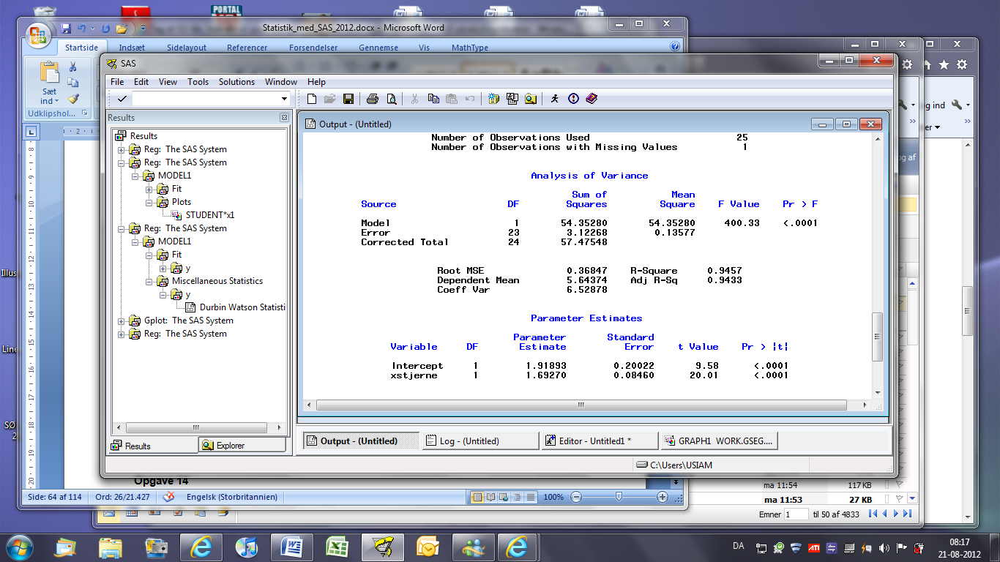 PORTAL
Statistik_med_SAS_2012.docx - Microsoft Word
Startside Indsæt Sidelayout Referencer Forsendelser Gennemse Vis MathType
Sæt
ind
Udklipshol...
SAS
File Edit View Tools Solutions Window Help
Results
Results
Reg: The SAS System
Reg: The SAS System
MODEL1
Fit
Plots
STUDENT*x1
Reg: The SAS System
MODEL1
Fit
y
Miscellaneous Statistics
y
Durbin Watson Statisti
Gplot: The SAS System
Reg: The SAS System
Results Explorer
Output - (Untitled)
Number of Observations Used 25
Number of Observations with Missing Values 1
Analysis of Variance
Sum of Mean
Source DF Squares Square F Value Pr > F
Model 1 54.35280 54.35280 400.33 <.0001
Error 23 3.12268 0.13577
Corrected Total 24 57.47548
Root MSE 0.36847 R-Square 0.9457
Dependent Mean 5.64374 Adj R-Sq 0.9433
Coeff Var 6.52878
Parameter Estimates
Parameter Standard
Variable DF Estimate Error t Value Pr > |t|
Intercept 1 1.91893 0.20022 9.58 <.0001
xstjerne 1 1.69270 0.08460 20.01 <.0001
Output - (Untitled) Log - (Untitled) Editor - Untitled1 * GRAPH1 WORK.GSEG....
C:\Users\USIAM
Opgave 14
Side: 64 af 114 Ord: 26/21.427 Engelsk (Storbritannien) 100%
og ind
er
og af
Illus
Line
SØ
2
ma 11:54 117 KB
ma 11:53 27 KB
Emner 1 til 50 af 4833
DA
ATI
08:17
21-08-2012